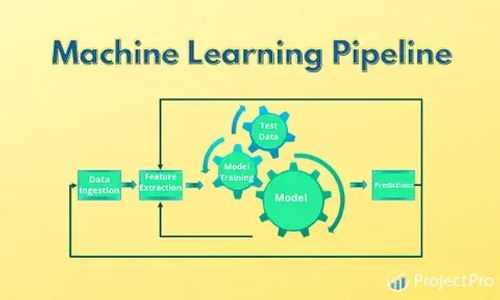 Machine Learning Pipeline
Test
Data
Model
Training
Data
Ingestion
Feature
Extraction
Model
Predictions
ProjectPro